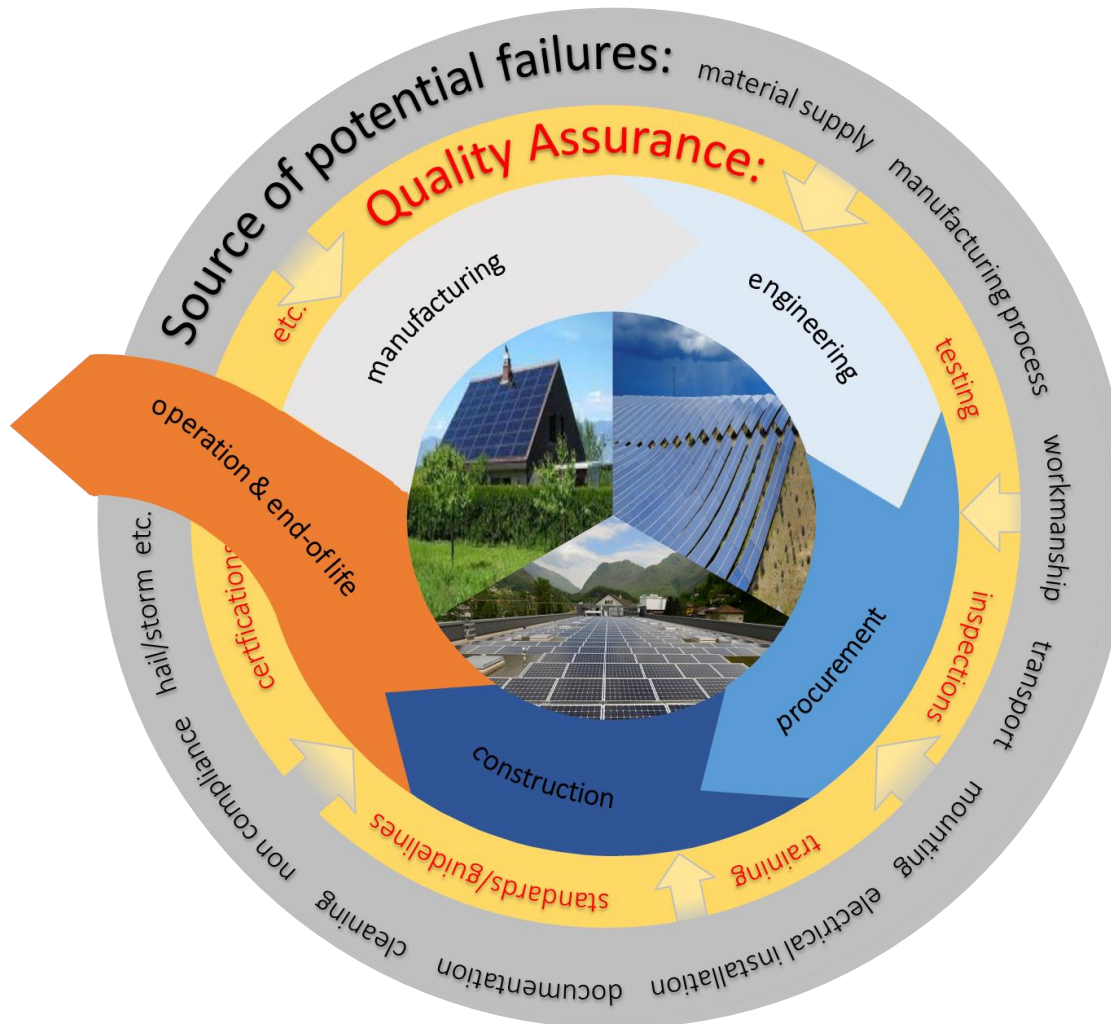 Source of potential failures:
material supply
manufacturing process
workmanship
transport
mounting
electrical installation
documentation
cleaning
non compliance
hail/storm etc.
Quality Assurance:
testing
inspections
training
standards/guidelines
certifications
etc.
manufacturing
engineering
procurement
construction
operation & end-of life